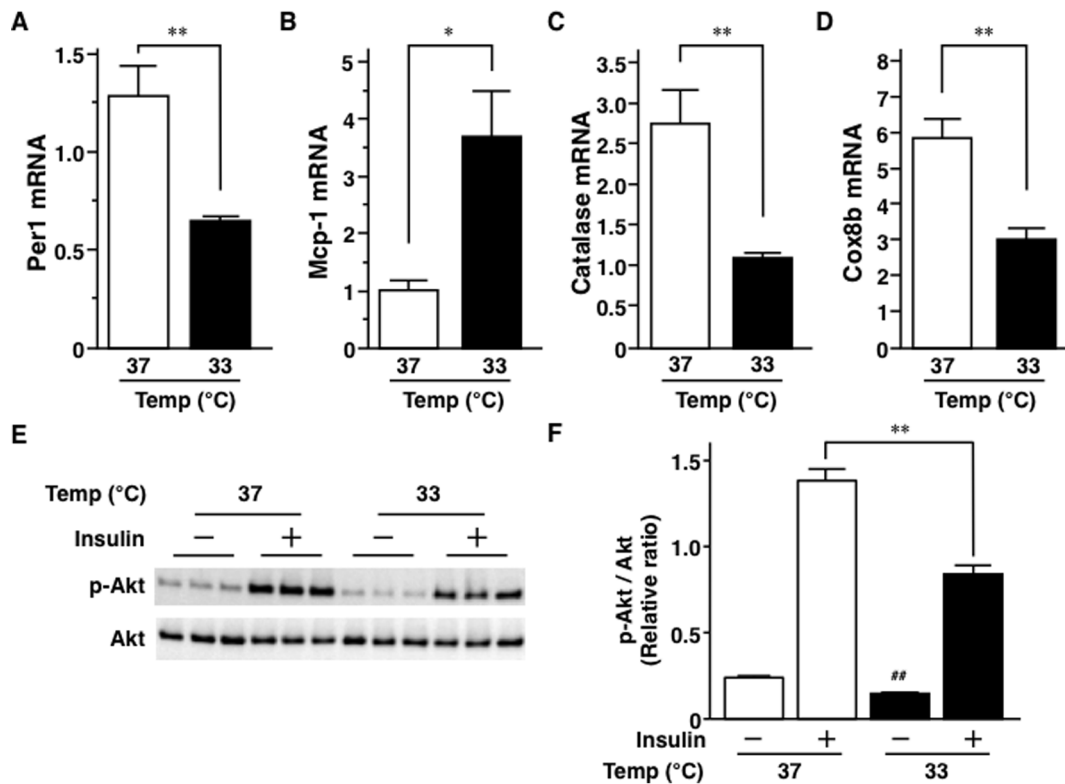 A
Per1 mRNA
1.5
1.0
0.5
0
**
37 33
Temp (°C)
B
Mcp-1 mRNA
5
4
3
2
1
0
*
37 33
Temp (°C)
C
Catalase mRNA
3.5
3.0
2.5
2.0
1.5
1.0
0.5
0
**
37 33
Temp (°C)
D
Cox8b mRNA
8
7
6
5
4
3
2
1
0
**
37 33
Temp (°C)
E
Temp (°C) 37 33
Insulin − + − +
p-Akt
Akt
F
p-Akt / Akt
(Relative ratio)
1.5
1.0
0.5
0
**
##
Insulin − + − +
Temp (°C) 37 33